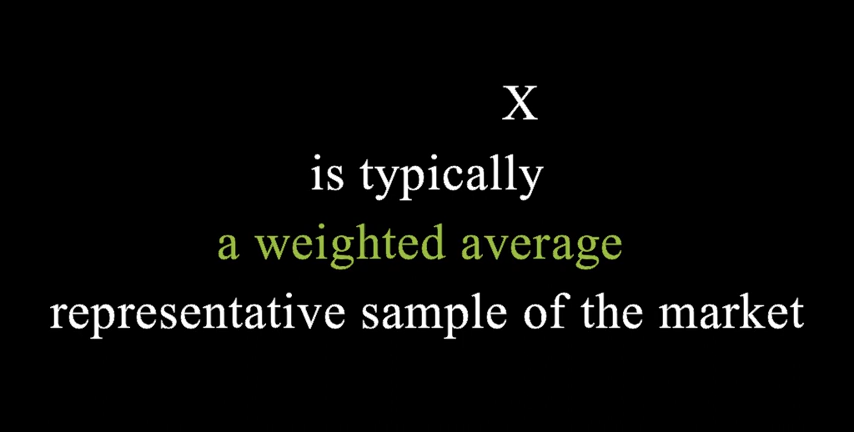 X
is typically
a weighted average
representative sample of the market